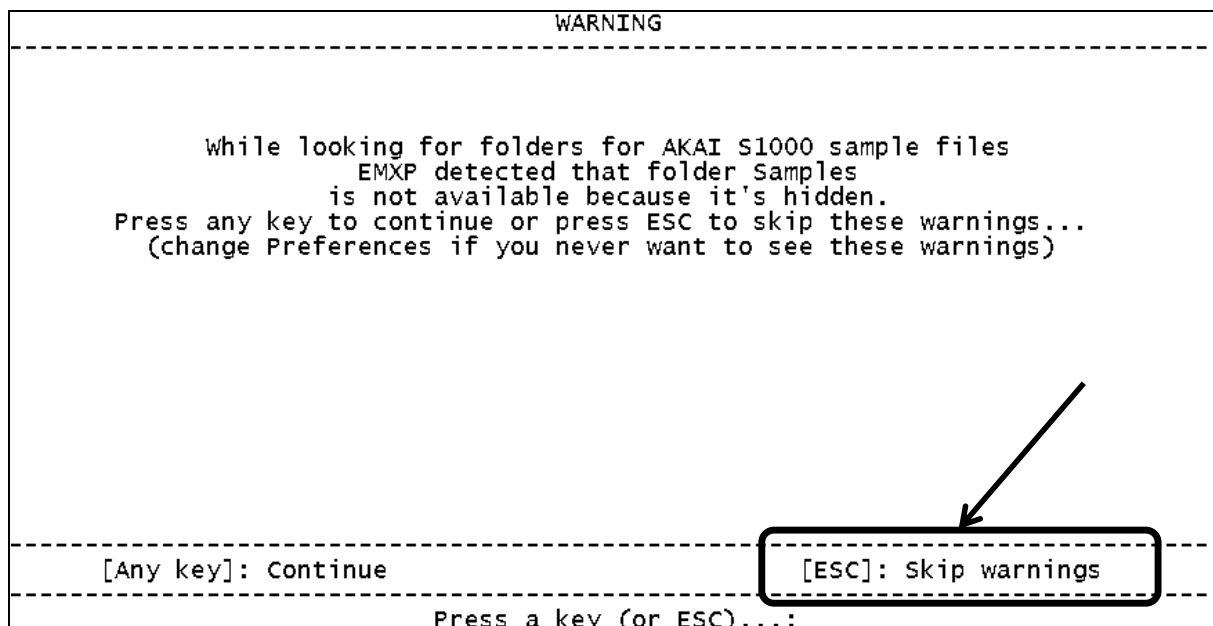 WARNING
While looking for folders for AKAI S1000 sample files
EMXP detected that folder Samples
is not available because it's hidden.
Press any key to continue or press ESC to skip these warnings...
(change Preferences if you never want to see these warnings)
[Any key]: Continue [ESC]: Skip warnings
Press a key (or ESC)...: